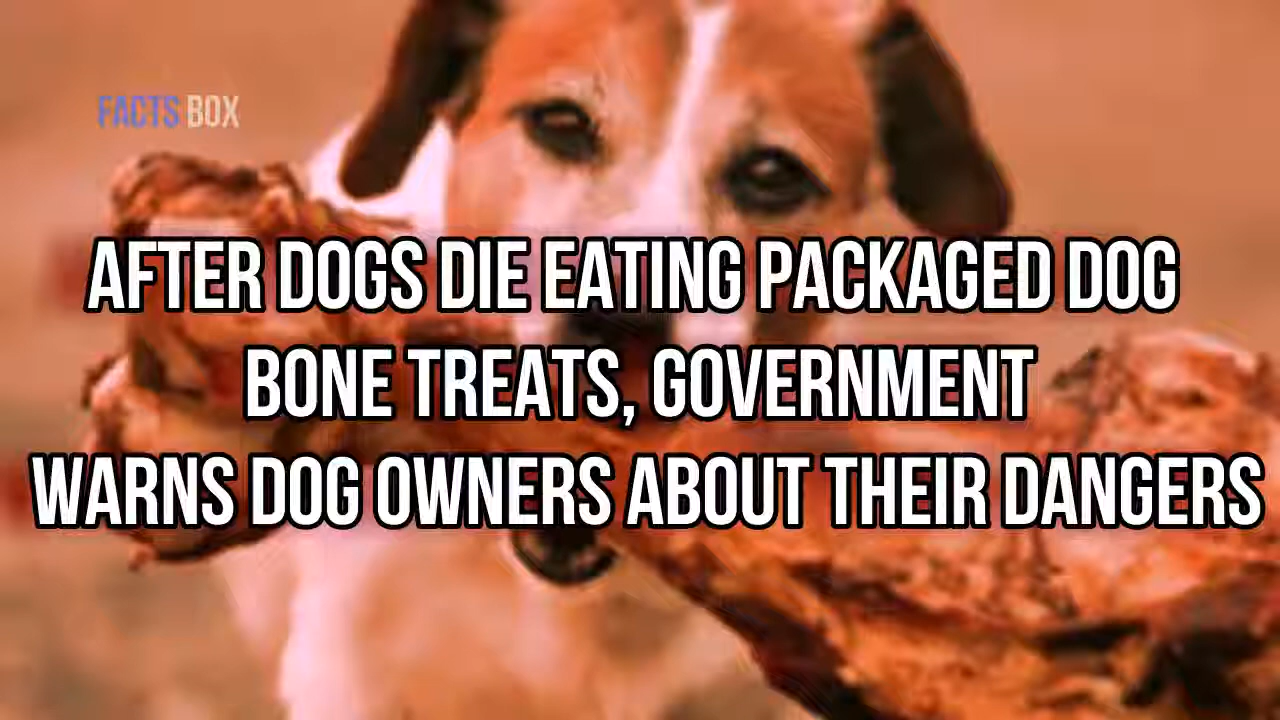 FACTS BOX
AFTER DOGS DIE EATING PACKAGED DOG
BONE TREATS, GOVERNMENT
WARNS DOG OWNERS ABOUT THEIR DANGERS